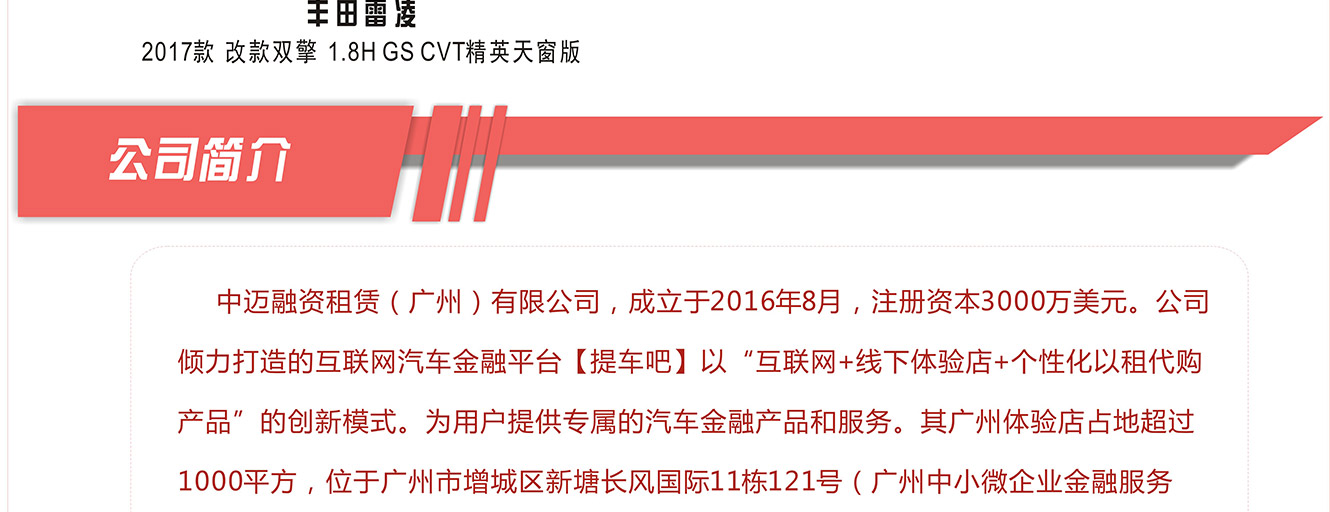 丰田雷凌
2017款 改款双擎 1.8H GS CVT精英天窗版
公司简介
中迈融资租赁（广州）有限公司，成立于2016年8月，注册资本3000万美元。公司
倾力打造的互联网汽车金融平台【提车吧】以“互联网+线下体验店+个性化以租代购
产品”的创新模式。为用户提供专属的汽车金融产品和服务。其广州体验店占地超过
1000平方，位于广州市增城区新塘长风国际11栋121号（广州中小微企业金融服务